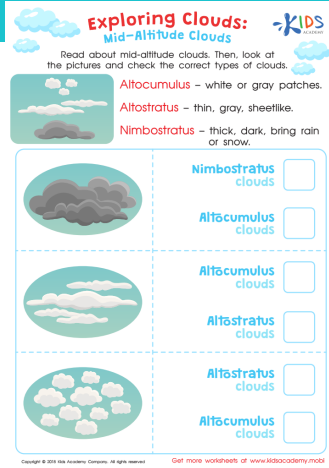 Exploring Clouds:
Mid-Altitude Clouds
KIDS
ACADEMY
Read about mid-altitude clouds. Then, look at
the pictures and check the correct types of clouds.
Altocumulus – white or gray patches.
Altostratus – thin, gray, sheetlike.
Nimbostratus – thick, dark, bring rain
or snow.
Nimbostratus
clouds
Altocumulus
clouds
Altocumulus
clouds
Altostratus
clouds
Altostratus
clouds
Altocumulus
clouds
Copyright © 2016 Kids Academy Company. All rights reserved
Get more worksheets at www.kidsacademy.mobi